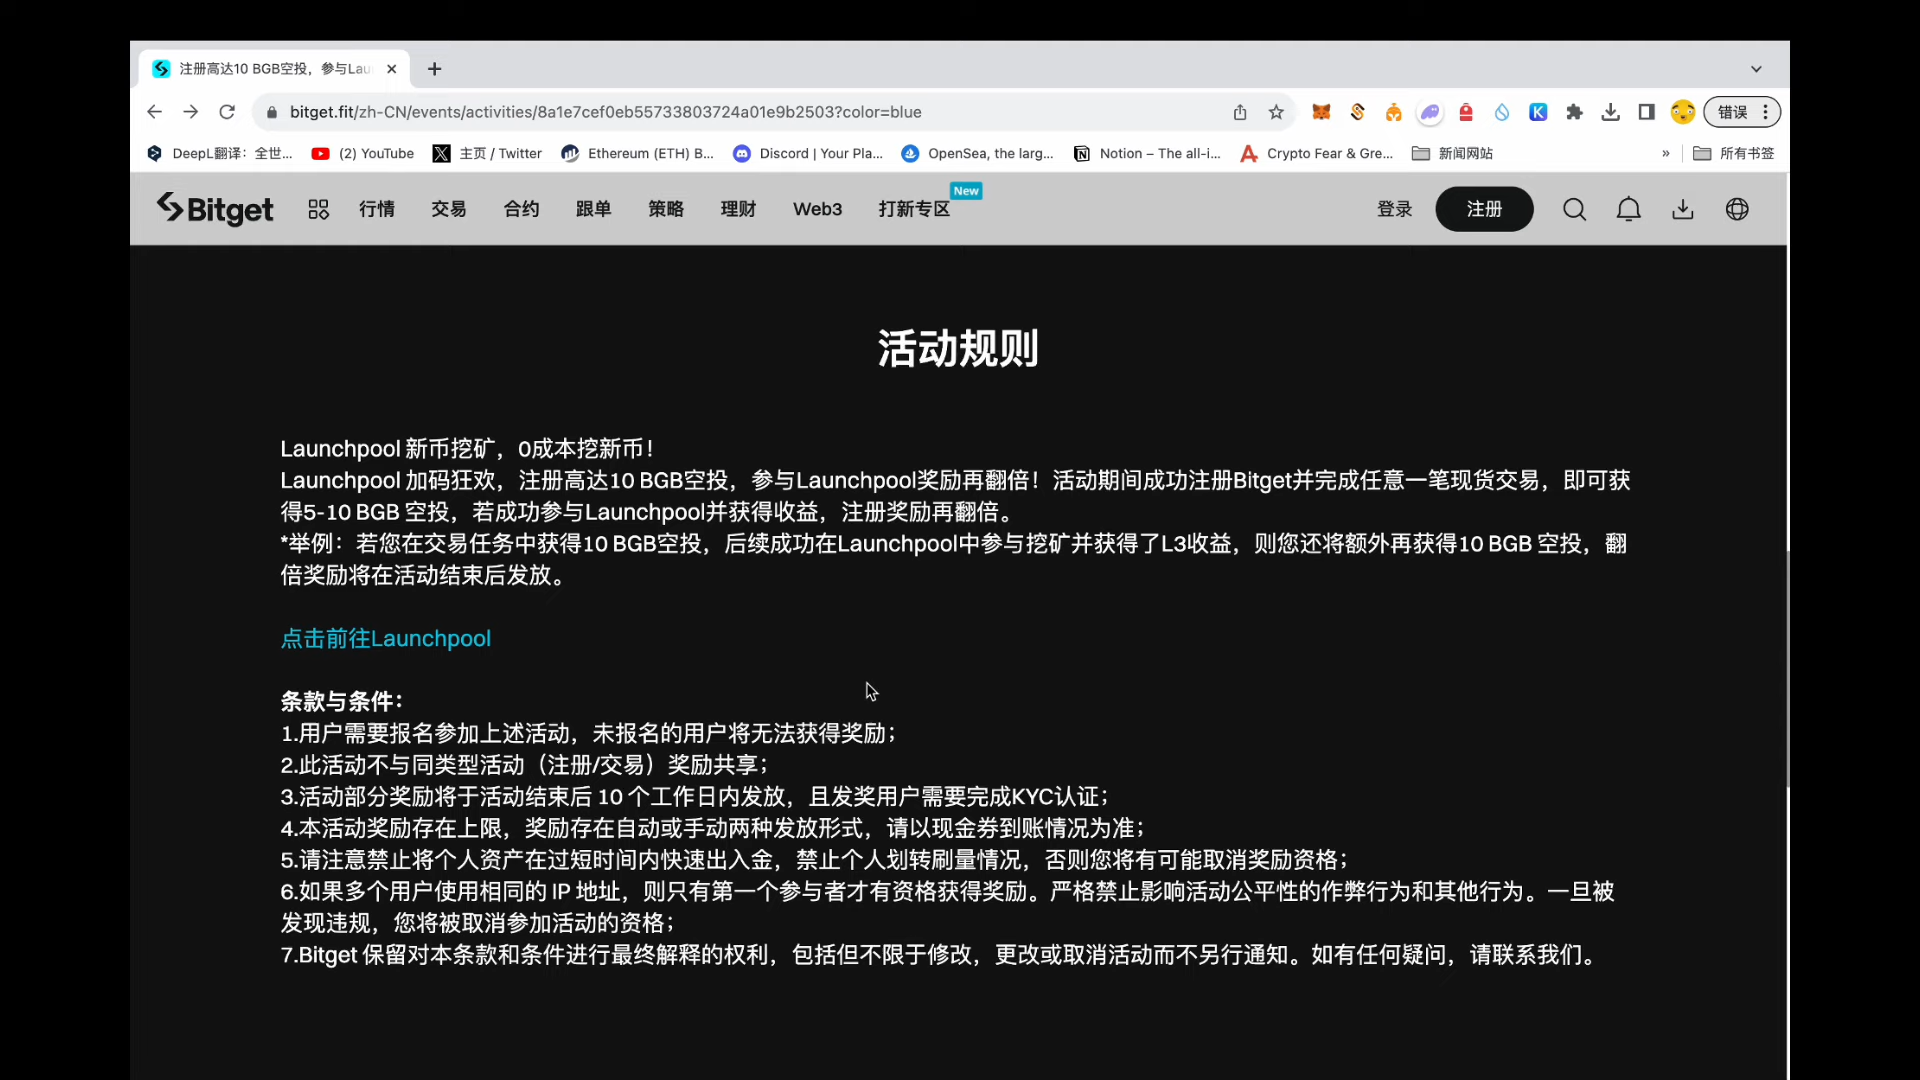 注册高达10 BGB空投，参与Lau
bitget.fit/zh-CN/events/activities/8a1e7cef0eb55733803724a01e9b2503?color=blue
错误
DeepL翻译：全世...
(2) YouTube
主页 / Twitter
Ethereum (ETH) B...
Discord | Your Pla...
OpenSea, the larg...
Notion – The all-i...
Crypto Fear & Gre...
新闻网站
»
所有书签
Bitget
行情
交易
合约
跟单
策略
理财
Web3
打新专区
New
登录
注册
活动规则
Launchpool 新币挖矿，0成本挖新币！
Launchpool 加码狂欢，注册高达10 BGB空投，参与Launchpool奖励再翻倍！活动期间成功注册Bitget并完成任意一笔现货交易，即可获
得5-10 BGB 空投，若成功参与Launchpool并获得收益，注册奖励再翻倍。
*举例：若您在交易任务中获得10 BGB空投，后续成功在Launchpool中参与挖矿并获得了L3收益，则您还将额外再获得10 BGB 空投，翻
倍奖励将在活动结束后发放。
点击前往Launchpool
条款与条件：
1.用户需要报名参加上述活动，未报名的用户将无法获得奖励；
2.此活动不与同类型活动（注册/交易）奖励共享；
3.活动部分奖励将于活动结束后 10 个工作日内发放，且发奖用户需要完成KYC认证；
4.本活动奖励存在上限，奖励存在自动或手动两种发放形式，请以现金券到账情况为准；
5.请注意禁止将个人资产在过短时间内快速出入金，禁止个人划转刷量情况，否则您将有可能取消奖励资格；
6.如果多个用户使用相同的 IP 地址，则只有第一个参与者才有资格获得奖励。严格禁止影响活动公平性的作弊行为和其他行为。一旦被
发现违规，您将被取消参加活动的资格；
7.Bitget 保留对本条款和条件进行最终解释的权利，包括但不限于修改，更改或取消活动而不另行通知。如有任何疑问，请联系我们。